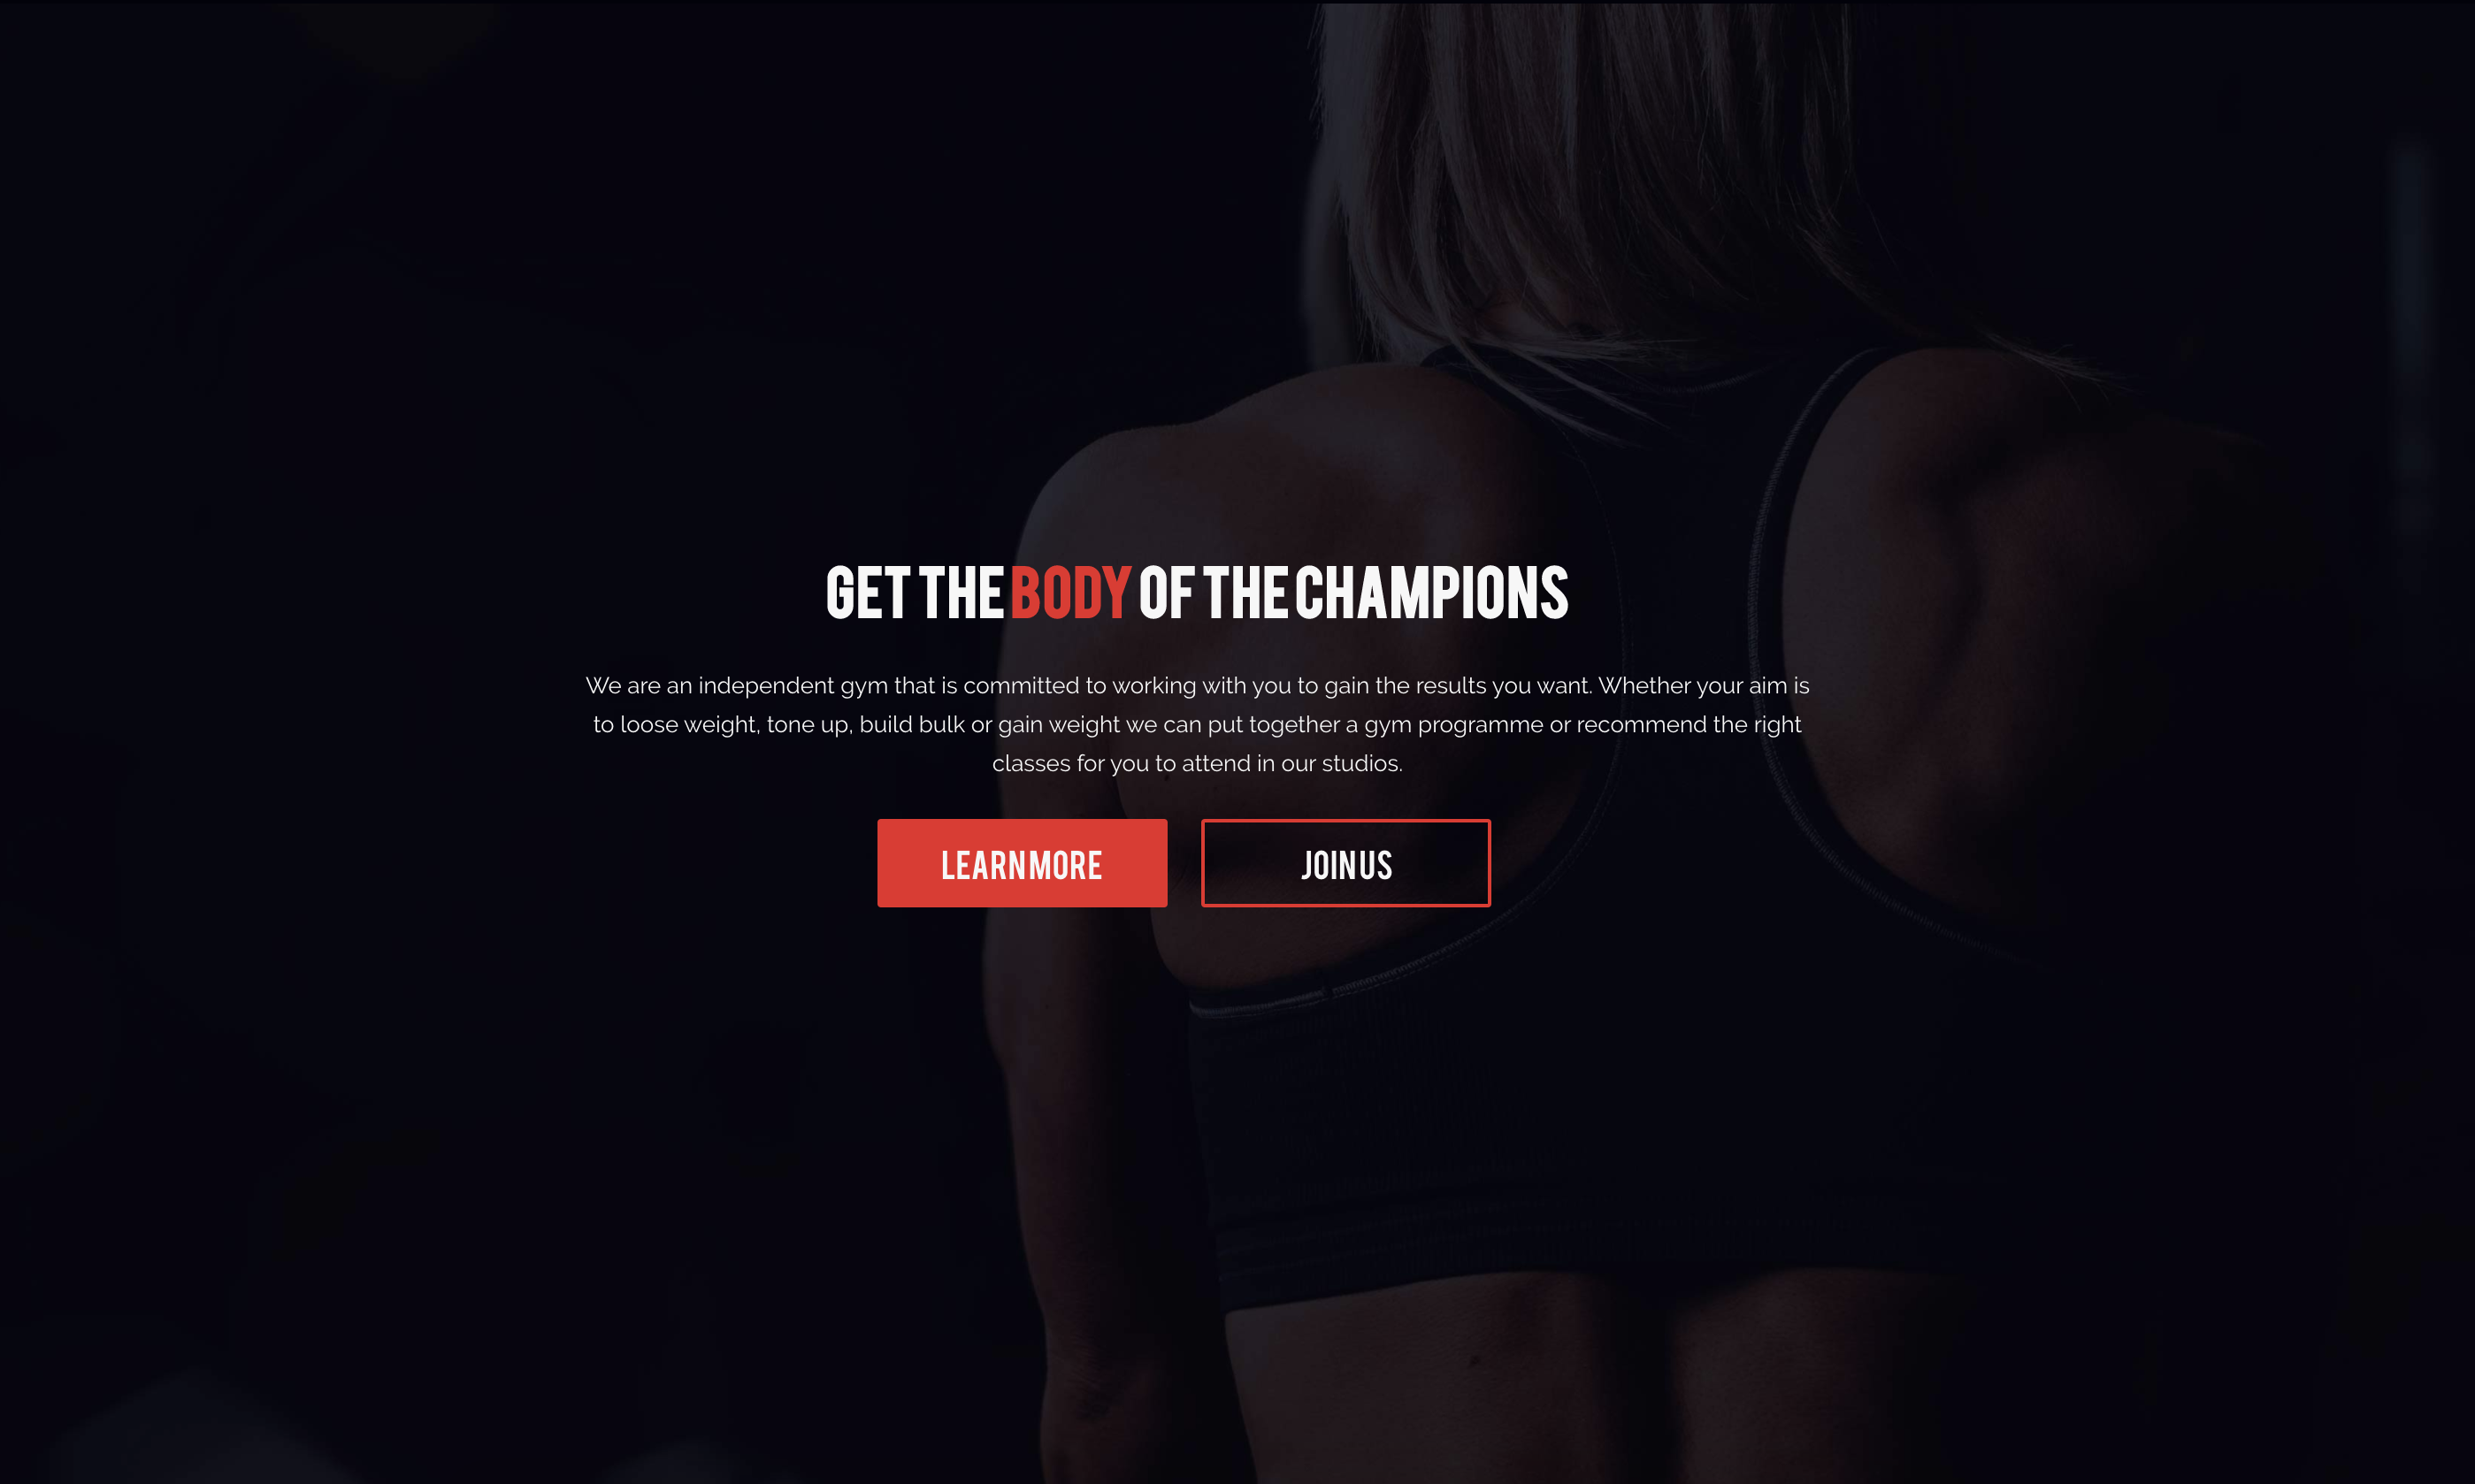 GET THE BODY OF THE CHAMPIONS
We are an independent gym that is committed to working with you to gain the results you want. Whether your aim is
to loose weight, tone up, build bulk or gain weight we can put together a gym programme or recommend the right
classes for you to attend in our studios.
LEARN MORE
JOIN US